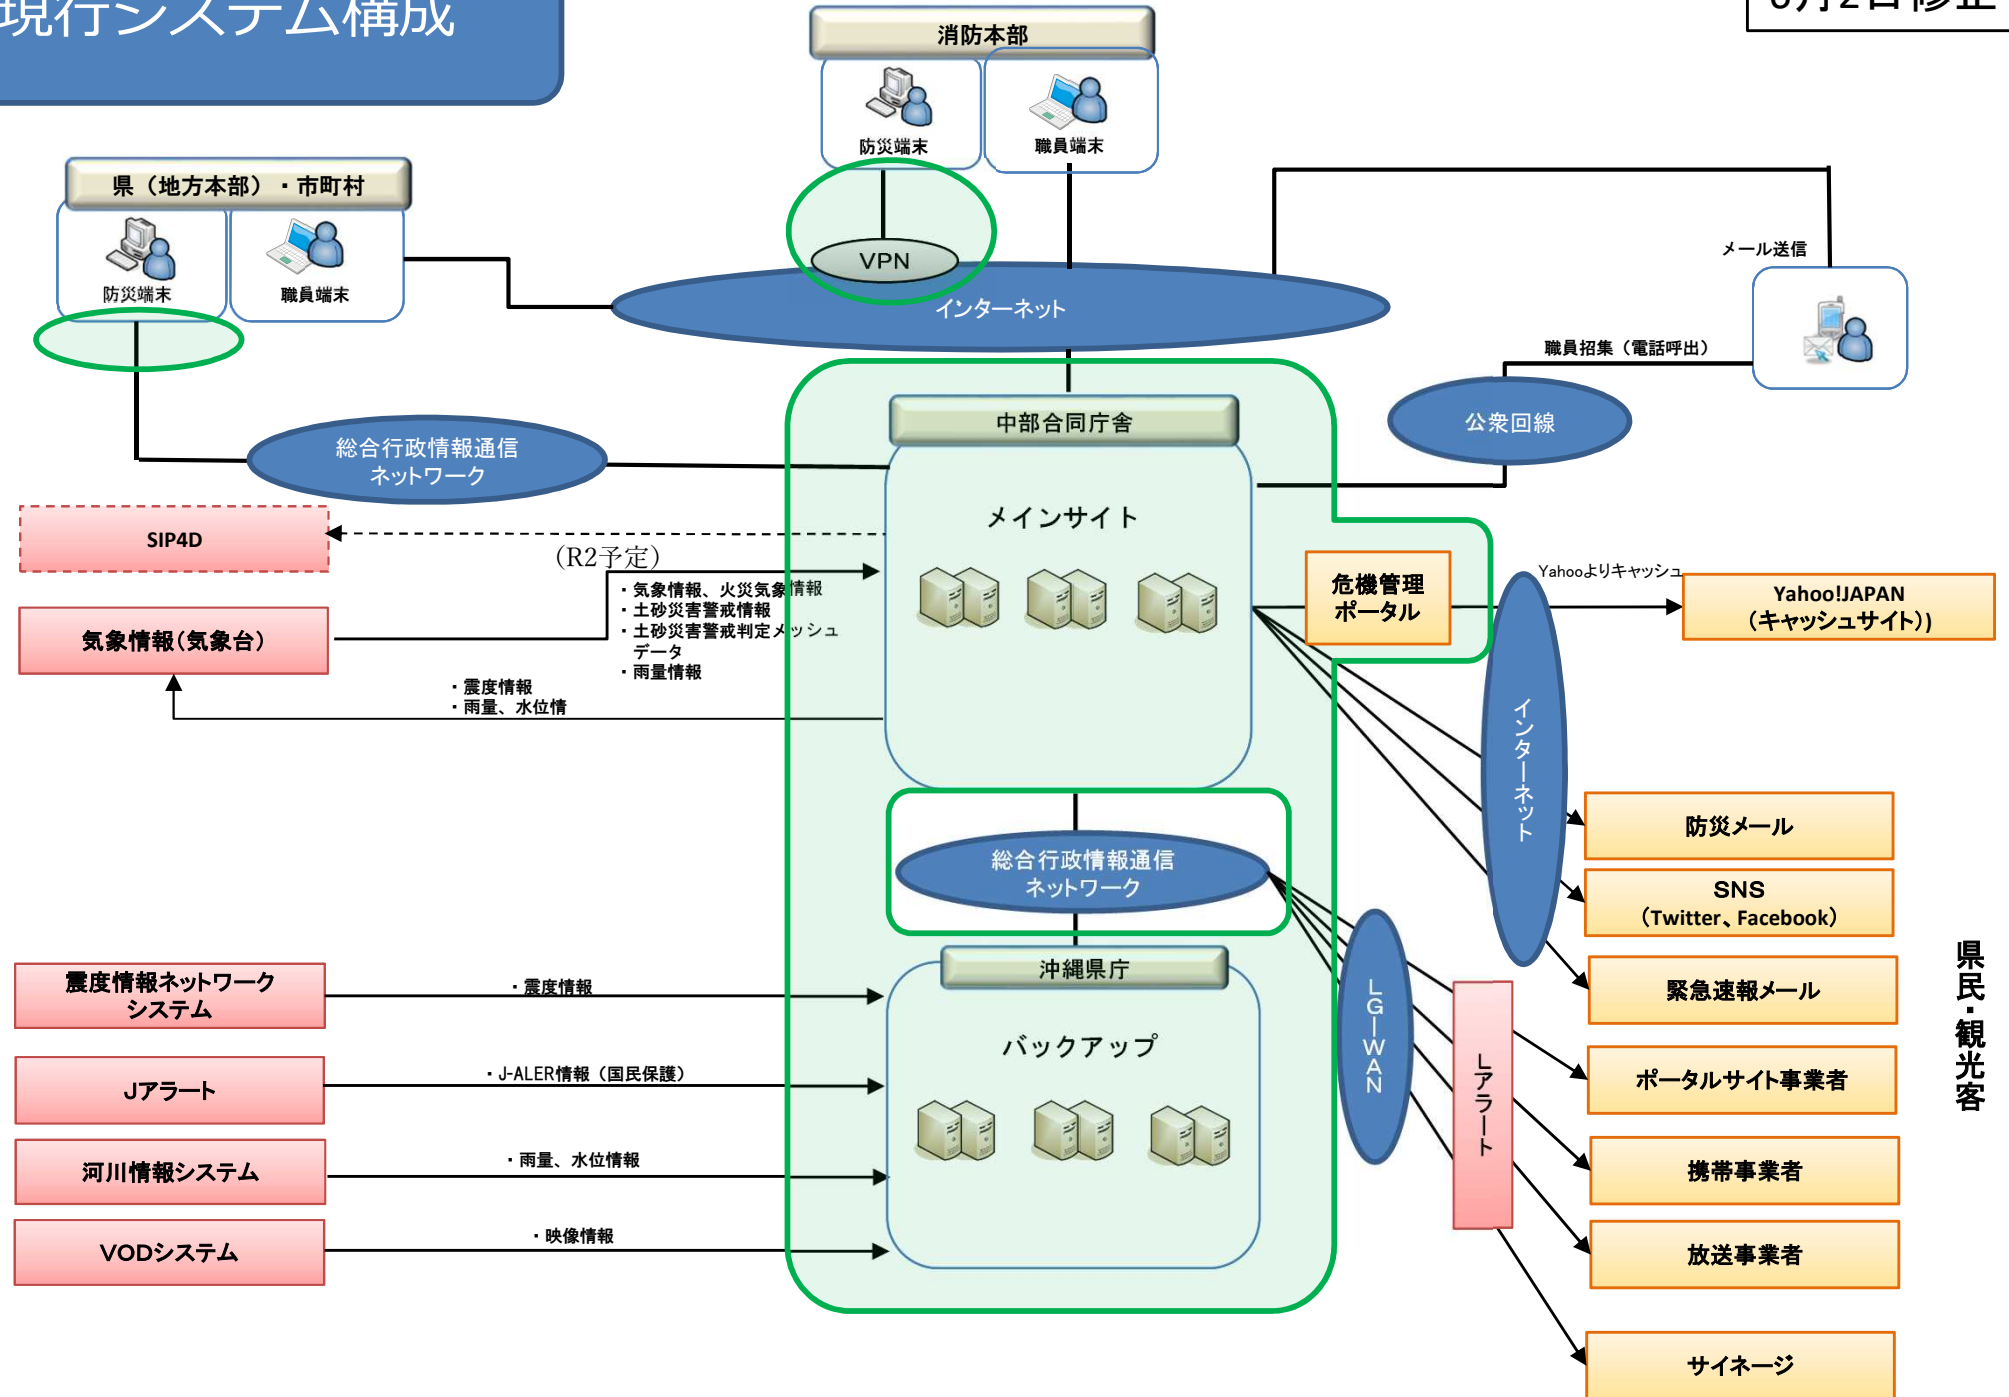 現行システム構成
6月2日修正
消防本部
防災端末
職員端末
県（地方本部）・市町村
防災端末
職員端末
VPN
インターネット
メール送信
職員招集（電話呼出）
公衆回線
中部合同庁舎
総合行政情報通信
ネットワーク
メインサイト
SIP4D
（R2予定）
・気象情報、火災気象情報
・土砂災害警戒情報
・土砂災害警戒判定メッシュ
データ
・雨量情報
気象情報（気象台）
・震度情報
・雨量、水位情
危機管理
ポータル
Yahooよりキャッシュ
Yahoo!JAPAN
（キャッシュサイト））
インターネット
防災メール
SNS
（Twitter、Facebook）
緊急速報メール
総合行政情報通信
ネットワーク
沖縄県庁
バックアップ
震度情報ネットワーク
システム
・震度情報
Jアラート
・J-ALER情報（国民保護）
河川情報システム
・雨量、水位情報
VODシステム
・映像情報
LG-WAN
Lアラート
ポータルサイト事業者
携帯事業者
放送事業者
サイネージ
県民・観光客